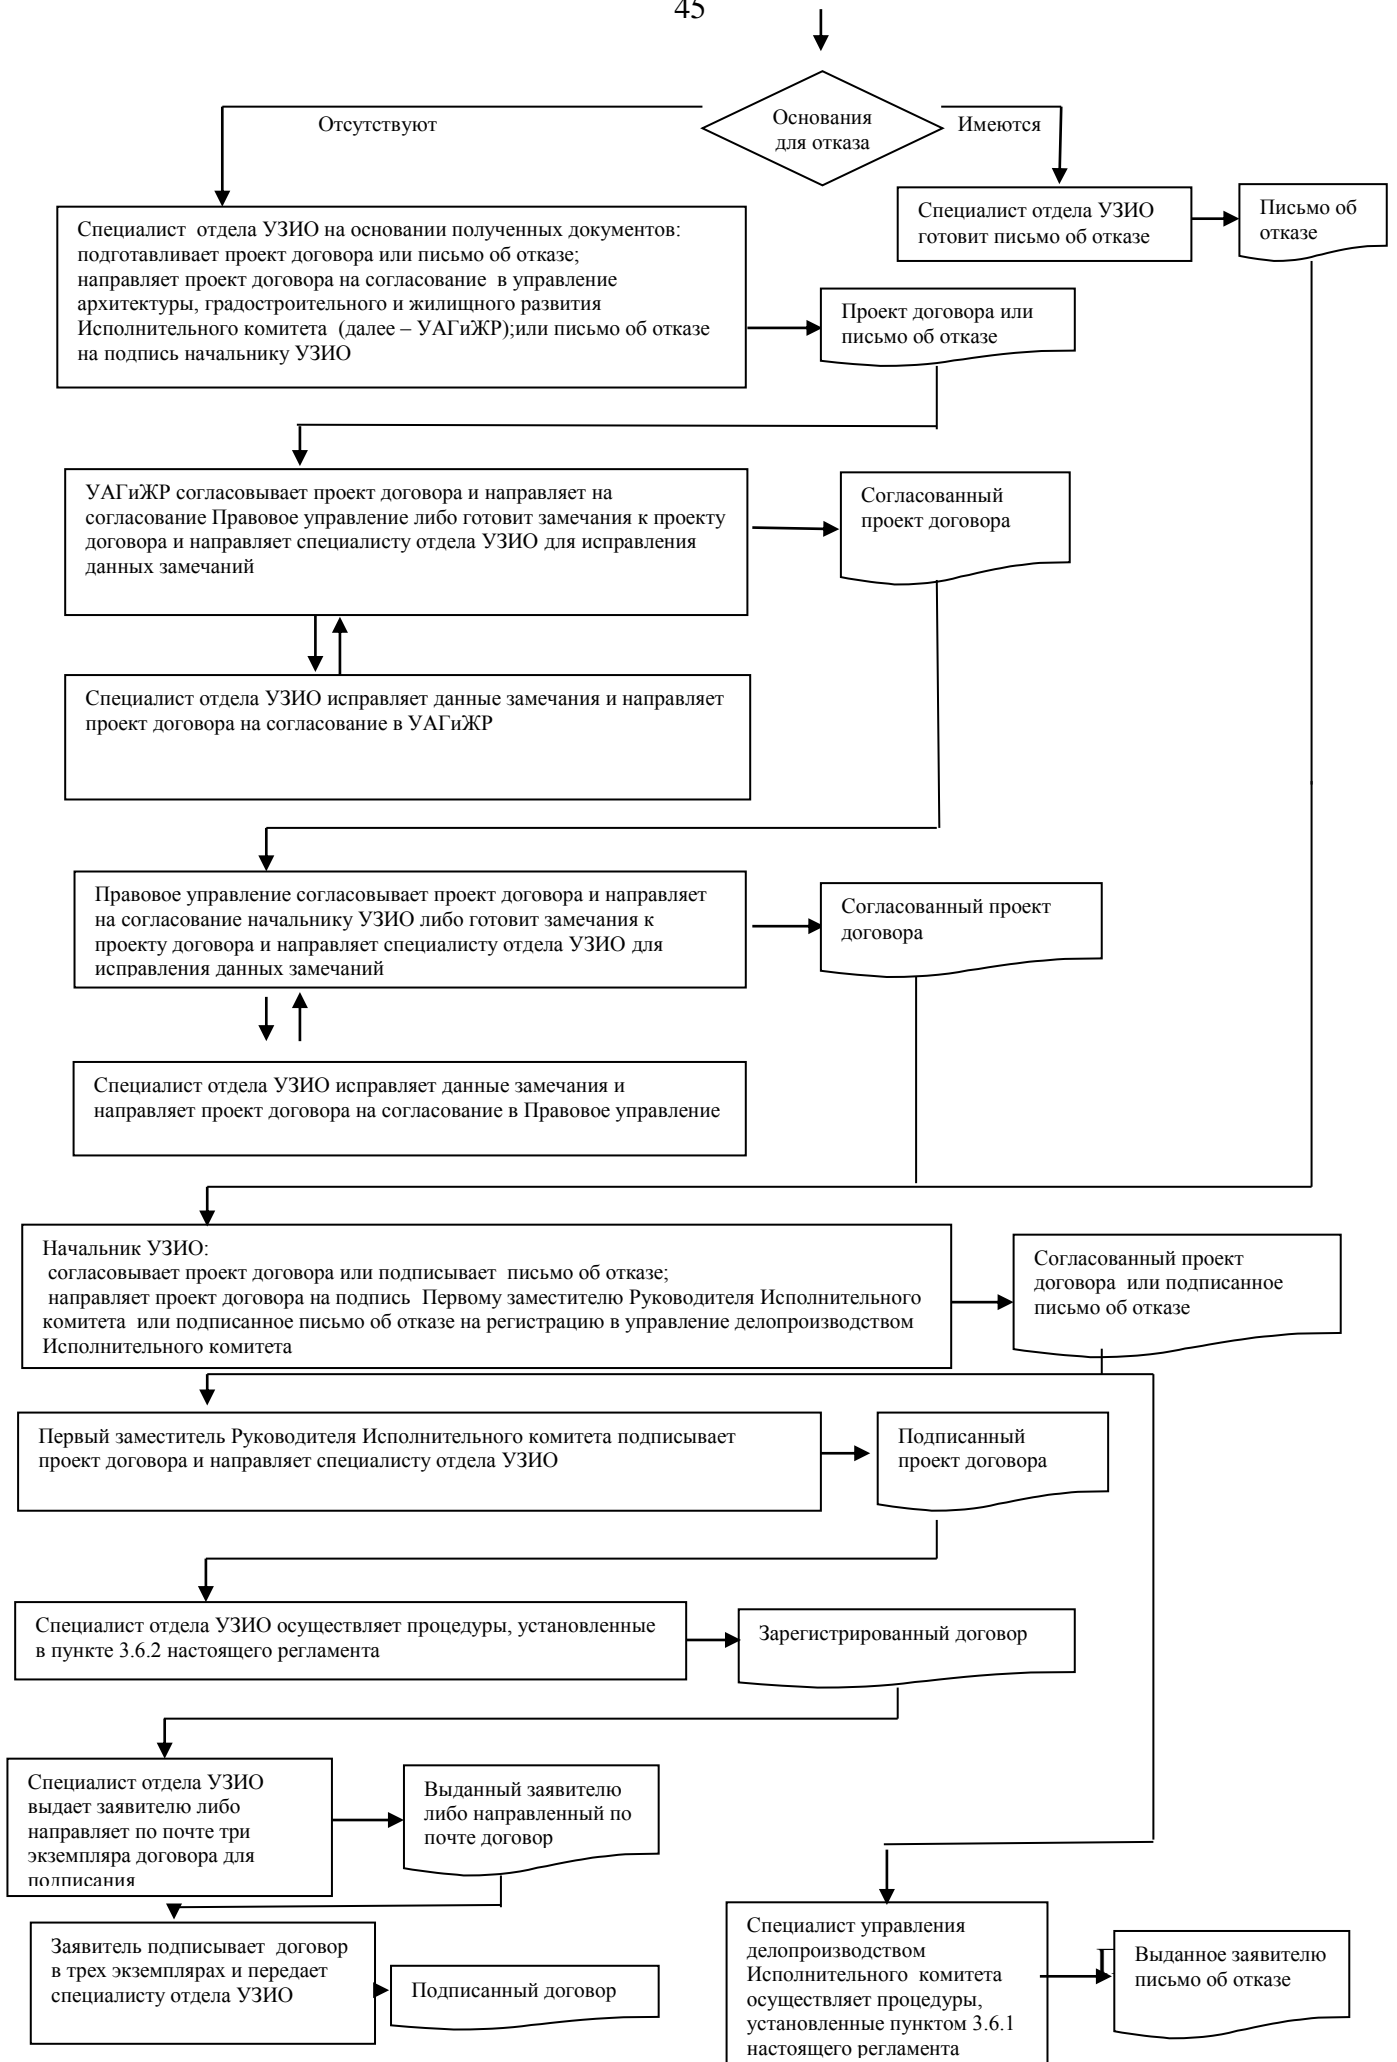 45
Основания
для отказа
Отсутствуют
Имеются
Специалист отдела УЗИО
готовит письмо об отказе
Письмо об
отказе
Специалист  отдела УЗИО на основании полученных документов:
подготавливает проект договора или письмо об отказе;
направляет проект договора на согласование  в управление
архитектуры, градостроительного и жилищного развития
Исполнительного комитета  (далее – УАГиЖР);или письмо об отказе
на подпись начальнику УЗИО
Проект договора или
письмо об отказе
УАГиЖР согласовывает проект договора и направляет на
согласование Правовое управление либо готовит замечания к проекту
договора и направляет специалисту отдела УЗИО для исправления
данных замечаний
Согласованный
проект договора
Специалист отдела УЗИО исправляет данные замечания и направляет
проект договора на согласование в УАГиЖР
Правовое управление согласовывает проект договора и направляет
на согласование начальнику УЗИО либо готовит замечания к
проекту договора и направляет специалисту отдела УЗИО для
исправления данных замечаний
Согласованный проект
договора
Специалист отдела УЗИО исправляет данные замечания и
направляет проект договора на согласование в Правовое управление
Начальник УЗИО:
согласовывает проект договора или подписывает  письмо об отказе;
направляет проект договора на подпись  Первому заместителю Руководителя Исполнительного
комитета  или подписанное письмо об отказе на регистрацию в управление делопроизводством
Исполнительного комитета
Согласованный проект
договора  или подписанное
письмо об отказе
Первый заместитель Руководителя Исполнительного комитета подписывает
проект договора и направляет специалисту отдела УЗИО
Подписанный
проект договора
Специалист отдела УЗИО осуществляет процедуры, установленные
в пункте 3.6.2 настоящего регламента
Зарегистрированный договор
Специалист отдела УЗИО
выдает заявителю либо
направляет по почте три
экземпляра договора для
подписания
Выданный заявителю
либо направленный по
почте договор
Заявитель подписывает  договор
в трех экземплярах и передает
специалисту отдела УЗИО
Подписанный договор
Специалист управления
делопроизводством
Исполнительного  комитета
осуществляет процедуры,
установленные пунктом 3.6.1
настоящего регламента
Выданное заявителю
письмо об отказе